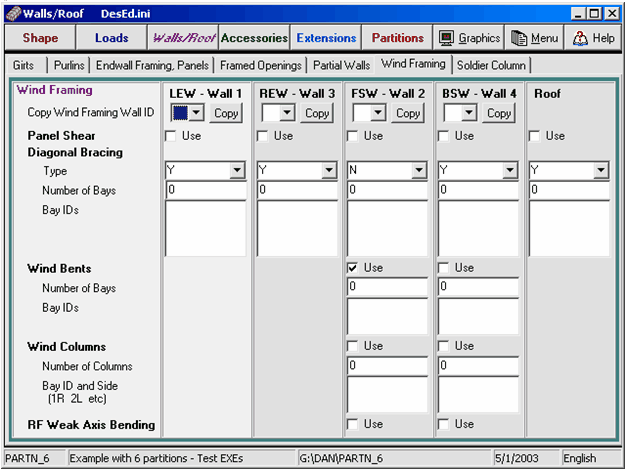 Walls/Roof DesEd.ini
Shape Loads Walls/Roof Accessories Extensions Partitions Graphics Menu Help
Girts Purlins Endwall Framing, Panels Framed Openings Partial Walls Wind Framing Soldier Column
Wind Framing LEW - Wall 1 REW - Wall 3 FSW - Wall 2 BSW - Wall 4 Roof
Copy Wind Framing Wall ID Copy Copy Copy Copy
Panel Shear Use Use Use Use
Diagonal Bracing
Type Y Y N Y Y
Number of Bays 0 0 0 0 0
Bay IDs
Wind Bents Use Use
Number of Bays 0 0
Bay IDs
Wind Columns Use Use
Number of Columns 0 0
Bay ID and Side
(1R 2L etc)
RF Weak Axis Bending Use Use
PARTN_6 Example with 6 partitions - Test EXEs G:\DAN\PARTN_6 5/1/2003 English